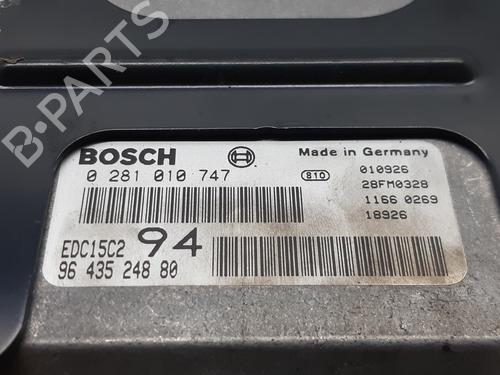 B-PARTS
BOSCH
Made in Germany
0 281 010 747
810
010926
28FM0328
1166 0269
18926
EDC15C2 94
96 435 248 80